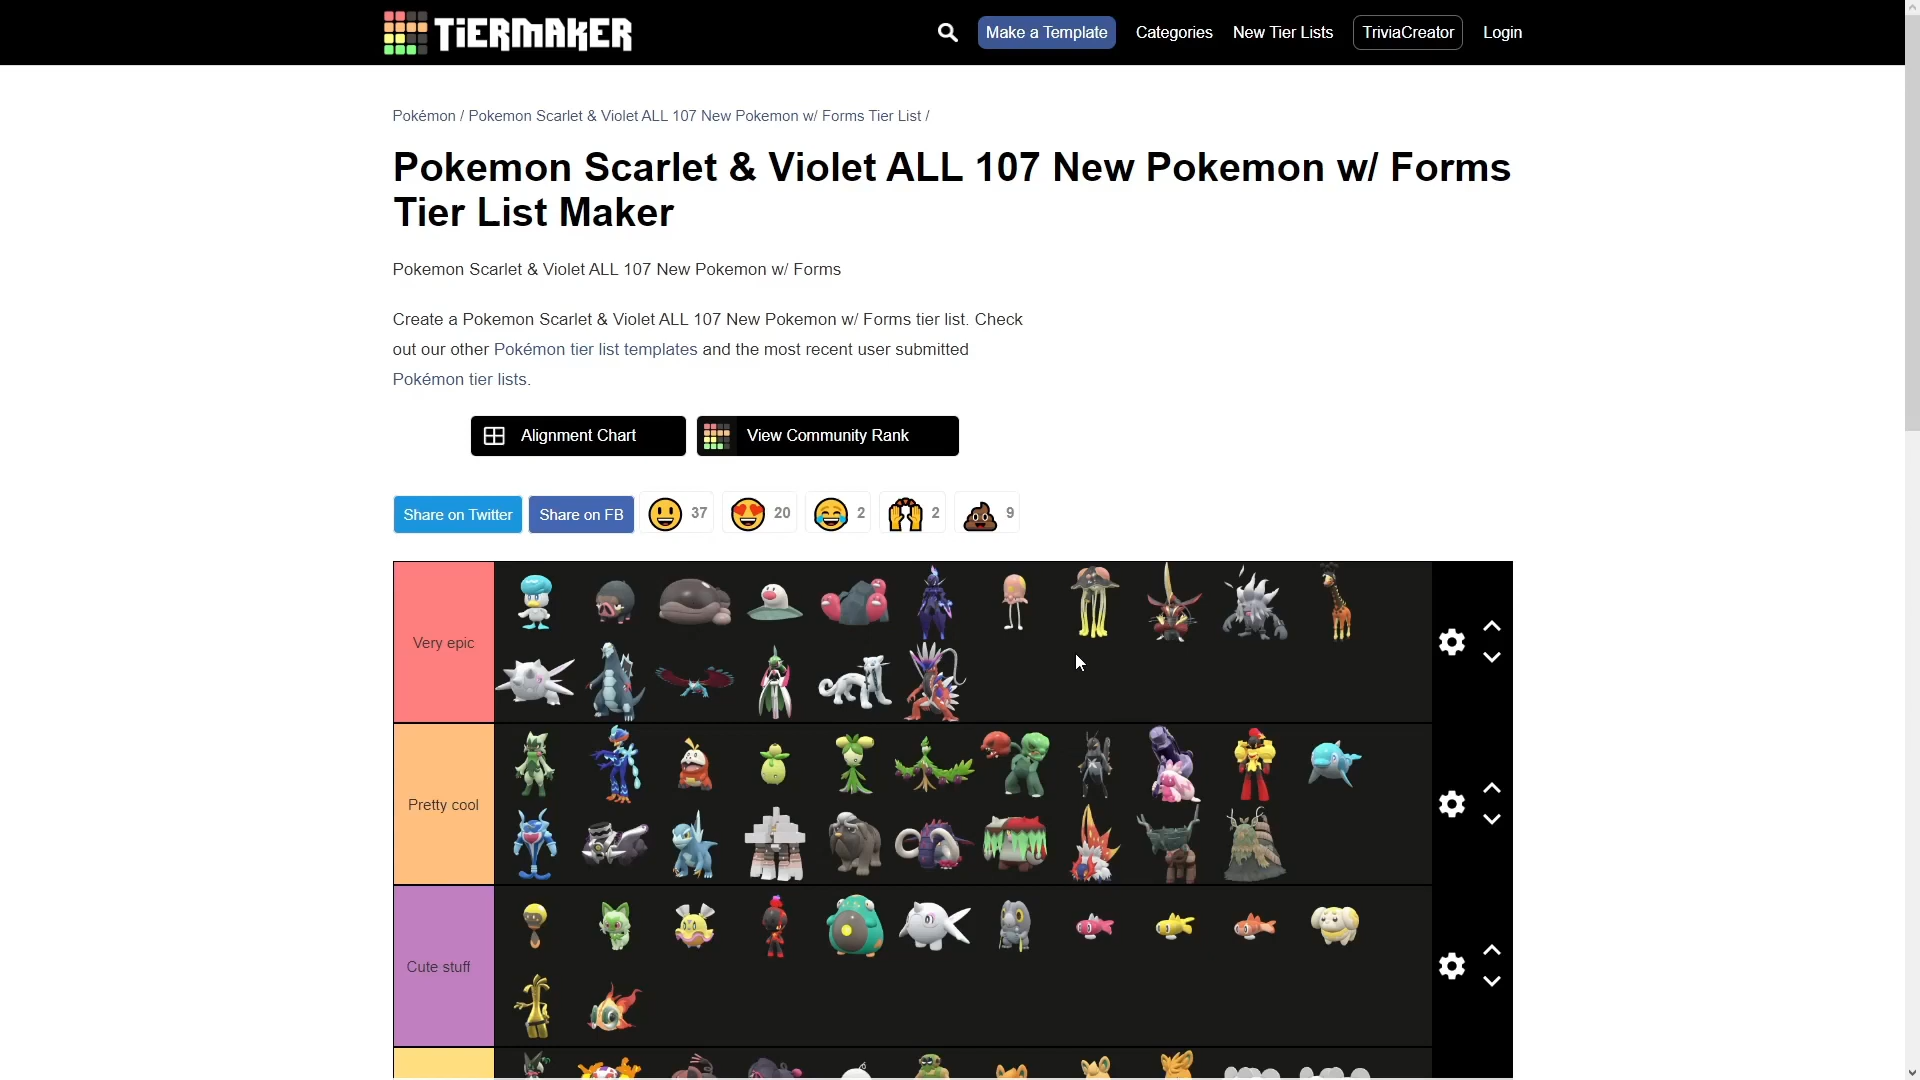 TiERMAKER
Make a Template
Categories
New Tier Lists
TriviaCreator
Login
Pokémon / Pokemon Scarlet & Violet ALL 107 New Pokemon w/ Forms Tier List /
Pokemon Scarlet & Violet ALL 107 New Pokemon w/ Forms
Tier List Maker
Pokemon Scarlet & Violet ALL 107 New Pokemon w/ Forms
Create a Pokemon Scarlet & Violet ALL 107 New Pokemon w/ Forms tier list. Check
out our other Pokémon tier list templates and the most recent user submitted
Pokémon tier lists.
Alignment Chart
View Community Rank
Share on Twitter
Share on FB
37
20
2
2
9
Very epic
Pretty cool
Cute stuff